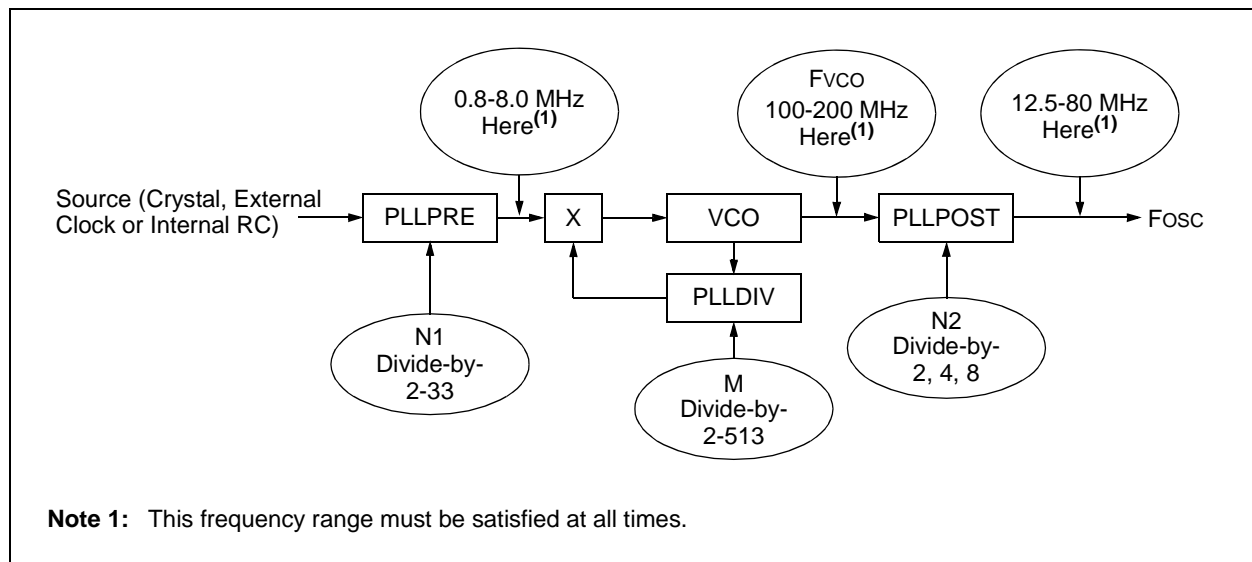 0.8-8.0 MHz
Here(1)
FVCO
100-200 MHz
Here(1)
12.5-80 MHz
Here(1)
Source (Crystal, External
Clock or Internal RC)
PLLPRE
X
VCO
PLLPOST
FOSC
PLLDIV
N1
Divide-by-
2-33
M
Divide-by-
2-513
N2
Divide-by-
2, 4, 8
Note 1: This frequency range must be satisfied at all times.